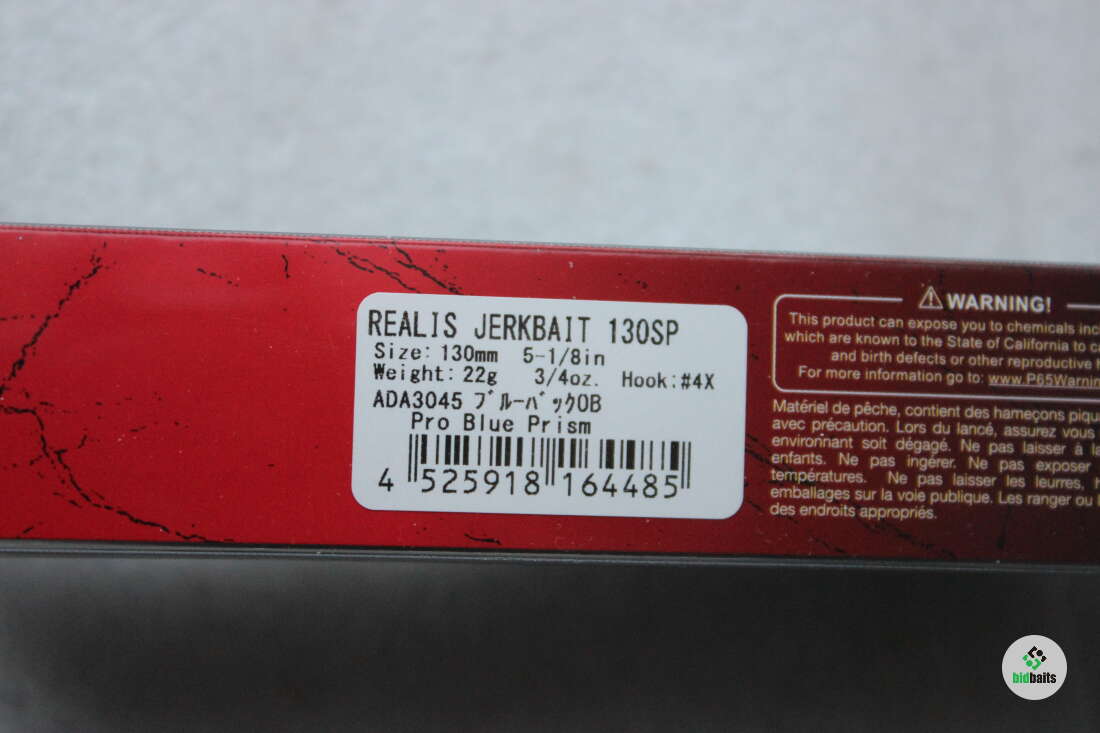 REALIS JERKBAIT 130SP
Size: 130mm 5-1/8in
Weight: 22g 3/4oz. Hook:#4X
ADA3045 ブルーバックOB
Pro Blue Prism
4 525918 164485
WARNING!
This product can expose you to chemicals
which are known to the State of California to
and birth defects or other reproductive
For more information go to:
Matériel de pêche, contient des hameçons
avec précaution. Lors du lancé, assurez vous
environnant soit dégagé. Ne pas laisser à
enfants. Ne pas ingérer. Ne pas exposer
températures. Ne pas laisser les leurres,
emballages sur la voie publique. Les ranger ou
des endroits appropriés.
bidbaits